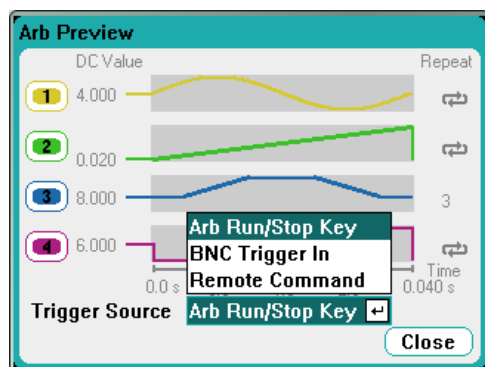 Arb Preview
DC Value Repeat
1 4.000
2 0.020
3 8.000 3
4 6.000
Arb Run/Stop Key
BNC Trigger In
Remote Command
Time
0.0 s 0.040 s
Trigger Source Arb Run/Stop Key
Close